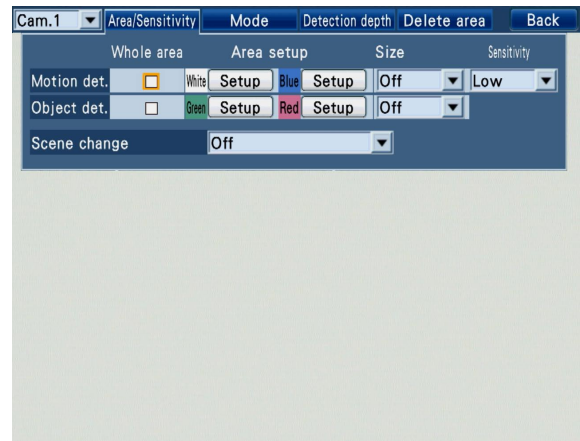 Cam.1 Area/Sensitivity Mode Detection depth Delete area Back
Whole area Area setup Size Sensitivity
Motion det. White Setup Blue Setup Off Low
Object det. Green Setup Red Setup Off
Scene change Off